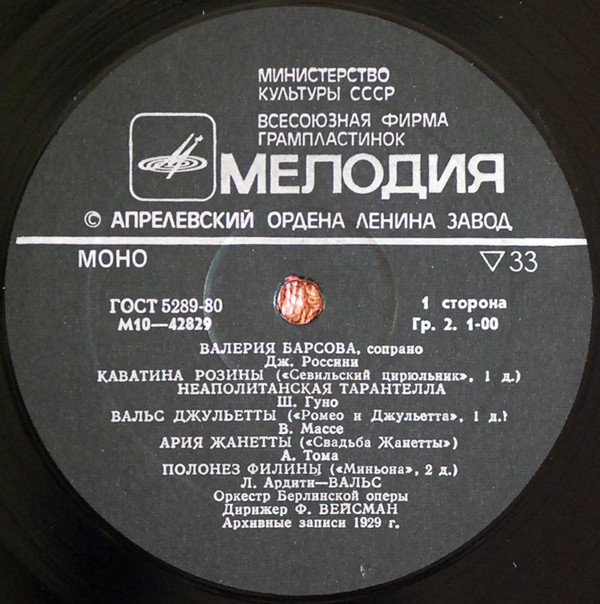 МИНИСТЕРСТВО
КУЛЬТУРЫ СССР
ВСЕСОЮЗНАЯ ФИРМА
ГРАМПЛАСТИНОК
МЕЛОДИЯ
© АПРЕЛЕВСКИЙ ОРДЕНА ЛЕНИНА ЗАВОД
МОНО ▽33
ГОСТ 5289-80 1 сторона
М10—42829 Гр. 2. 1-00
ВАЛЕРИЯ БАРСОВА, сопрано
Дж. Россини
КАВАТИНА РОЗИНЫ («Севильский цирюльник», 1 д.)
НЕАПОЛИТАНСКАЯ ТАРАНТЕЛЛА
Ш. Гуно
ВАЛЬС ДЖУЛЬЕТТЫ («Ромео и Джульетта», 1 д.)
В. Массе
АРИЯ ЖАНЕТТЫ («Свадьба Жанетты»)
А. Тома
ПОЛОНЕЗ ФИЛИНЫ («Миньона», 2 д.)
Л. Ардити—ВАЛЬС
Оркестр Берлинской оперы
Дирижер Ф. ВЕЙСМАН
Архивные записи 1929 г.